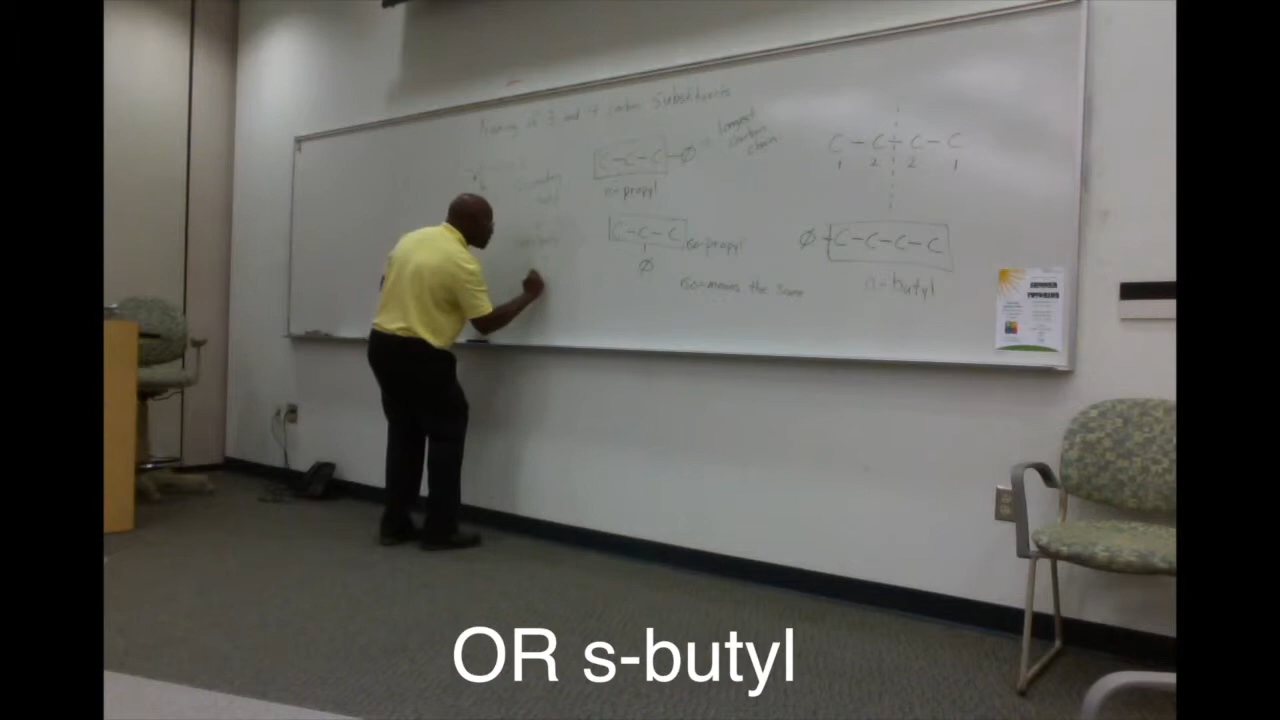 Naming of 3 and 4 carbon substituents
C-C-C-Ø
longest
carbon
chain
n-propyl
C-C-C
iso-propyl
Ø
iso-means the same
C-C-C-C
1 2 2 1
Ø-C-C-C-C
n-butyl
OR s-butyl